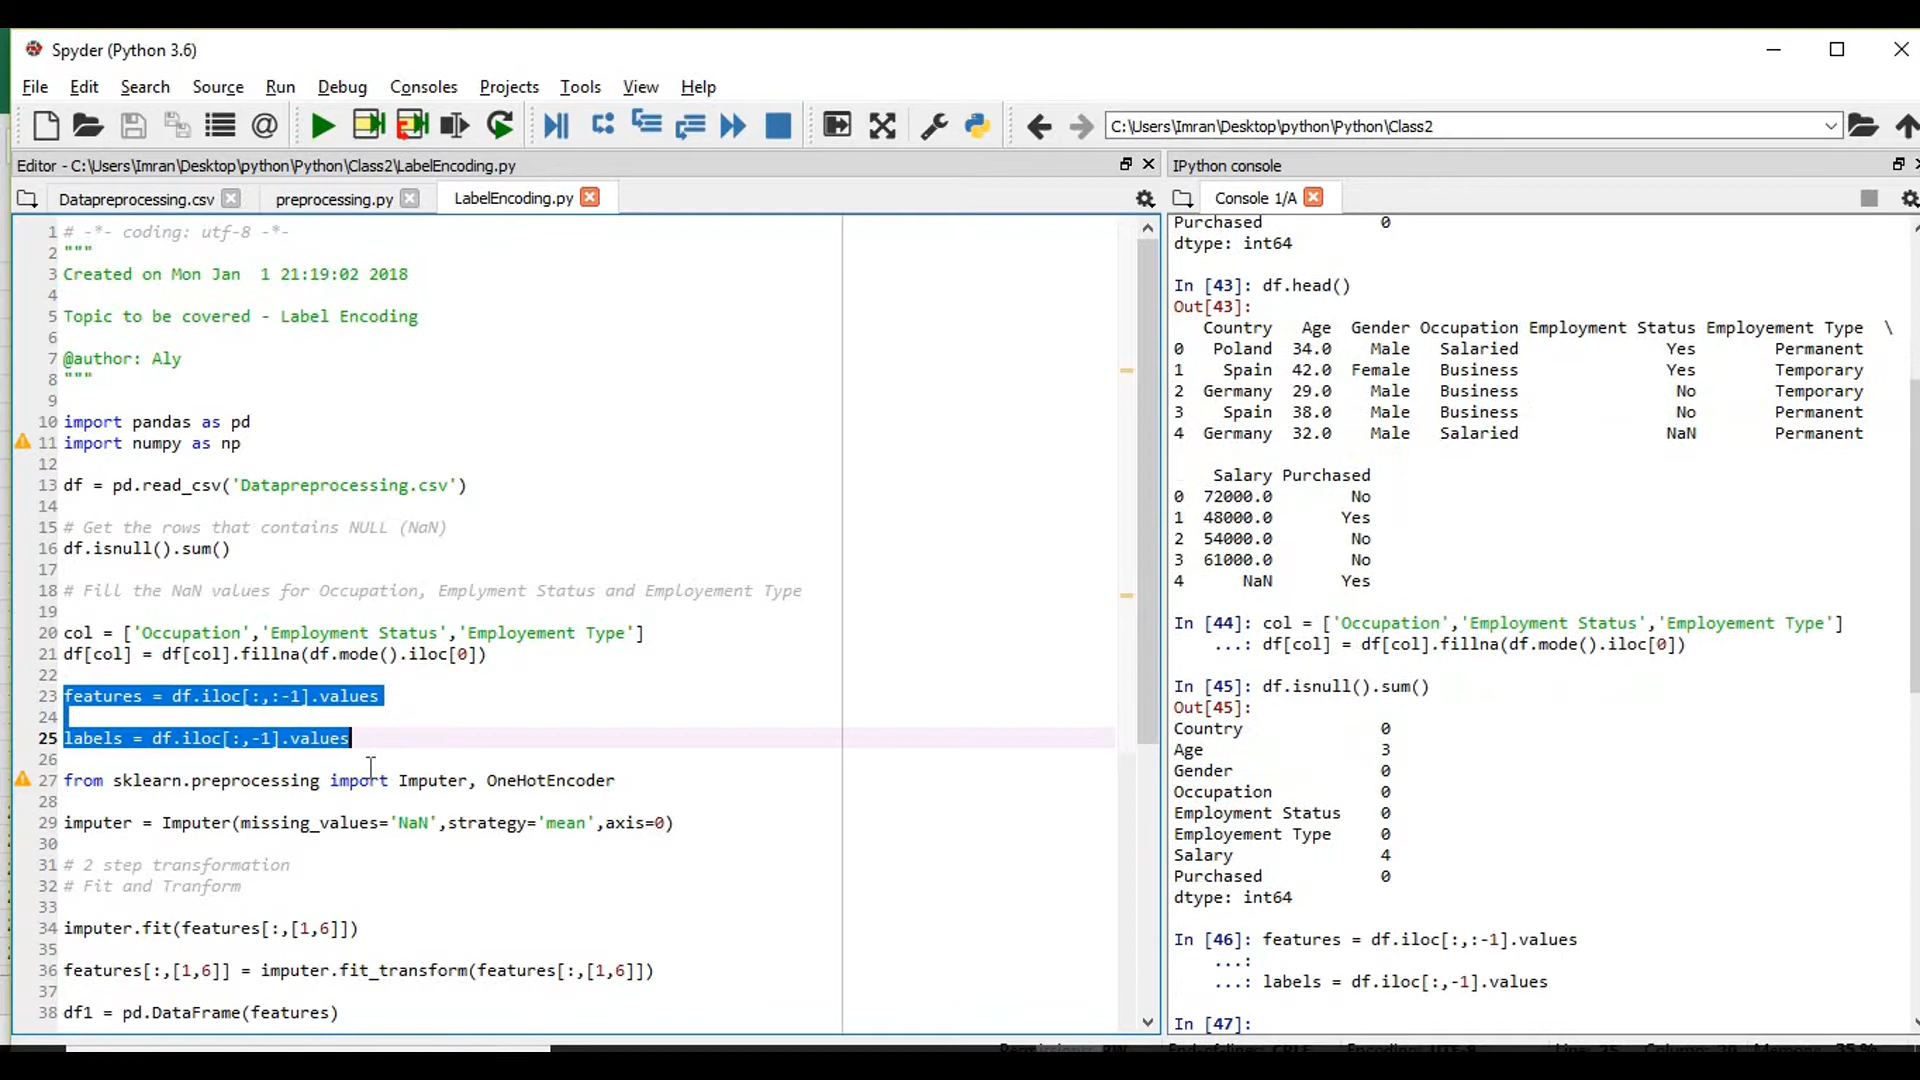 Spyder (Python 3.6)
File Edit Search Source Run Debug Consoles Projects Tools View Help
C:\Users\Imran\Desktop\python\Python\Class2
Editor - C:\Users\Imran\Desktop\python\Python\Class2\LabelEncoding.py
Datapreprocessing.csv preprocessing.py LabelEncoding.py
1 # -*- coding: utf-8 -*-
2 """
3 Created on Mon Jan  1 21:19:02 2018
4
5 Topic to be covered - Label Encoding
6
7 @author: Aly
8 """
9
10 import pandas as pd
11 import numpy as np
12
13 df = pd.read_csv('Datapreprocessing.csv')
14
15 # Get the rows that contains NULL (NaN)
16 df.isnull().sum()
17
18 # Fill the NaN values for Occupation, Emplyment Status and Employement Type
19
20 col = ['Occupation','Employment Status','Employement Type']
21 df[col] = df[col].fillna(df.mode().iloc[0])
22
23 features = df.iloc[:,:-1].values
24
25 labels = df.iloc[:,-1].values
26
27 from sklearn.preprocessing import Imputer, OneHotEncoder
28
29 imputer = Imputer(missing_values='NaN',strategy='mean',axis=0)
30
31 # 2 step transformation
32 # Fit and Tranform
33
34 imputer.fit(features[:,[1,6]])
35
36 features[:,[1,6]] = imputer.fit_transform(features[:,[1,6]])
37
38 df1 = pd.DataFrame(features)
IPython console
Console 1/A
Purchased 0
dtype: int64
In [43]: df.head()
Out[43]:
Country Age Gender Occupation Employment Status Employement Type \
0 Poland 34.0 Male Salaried Yes Permanent
1 Spain 42.0 Female Business Yes Temporary
2 Germany 29.0 Male Business No Temporary
3 Spain 38.0 Male Business No Permanent
4 Germany 32.0 Male Salaried NaN Permanent
Salary Purchased
0 72000.0 No
1 48000.0 Yes
2 54000.0 No
3 61000.0 No
4 NaN Yes
In [44]: col = ['Occupation','Employment Status','Employement Type']
...: df[col] = df[col].fillna(df.mode().iloc[0])
In [45]: df.isnull().sum()
Out[45]:
Country 0
Age 3
Gender 0
Occupation 0
Employment Status 0
Employement Type 0
Salary 4
Purchased 0
dtype: int64
In [46]: features = df.iloc[:,:-1].values
...:
...: labels = df.iloc[:,-1].values
In [47]: